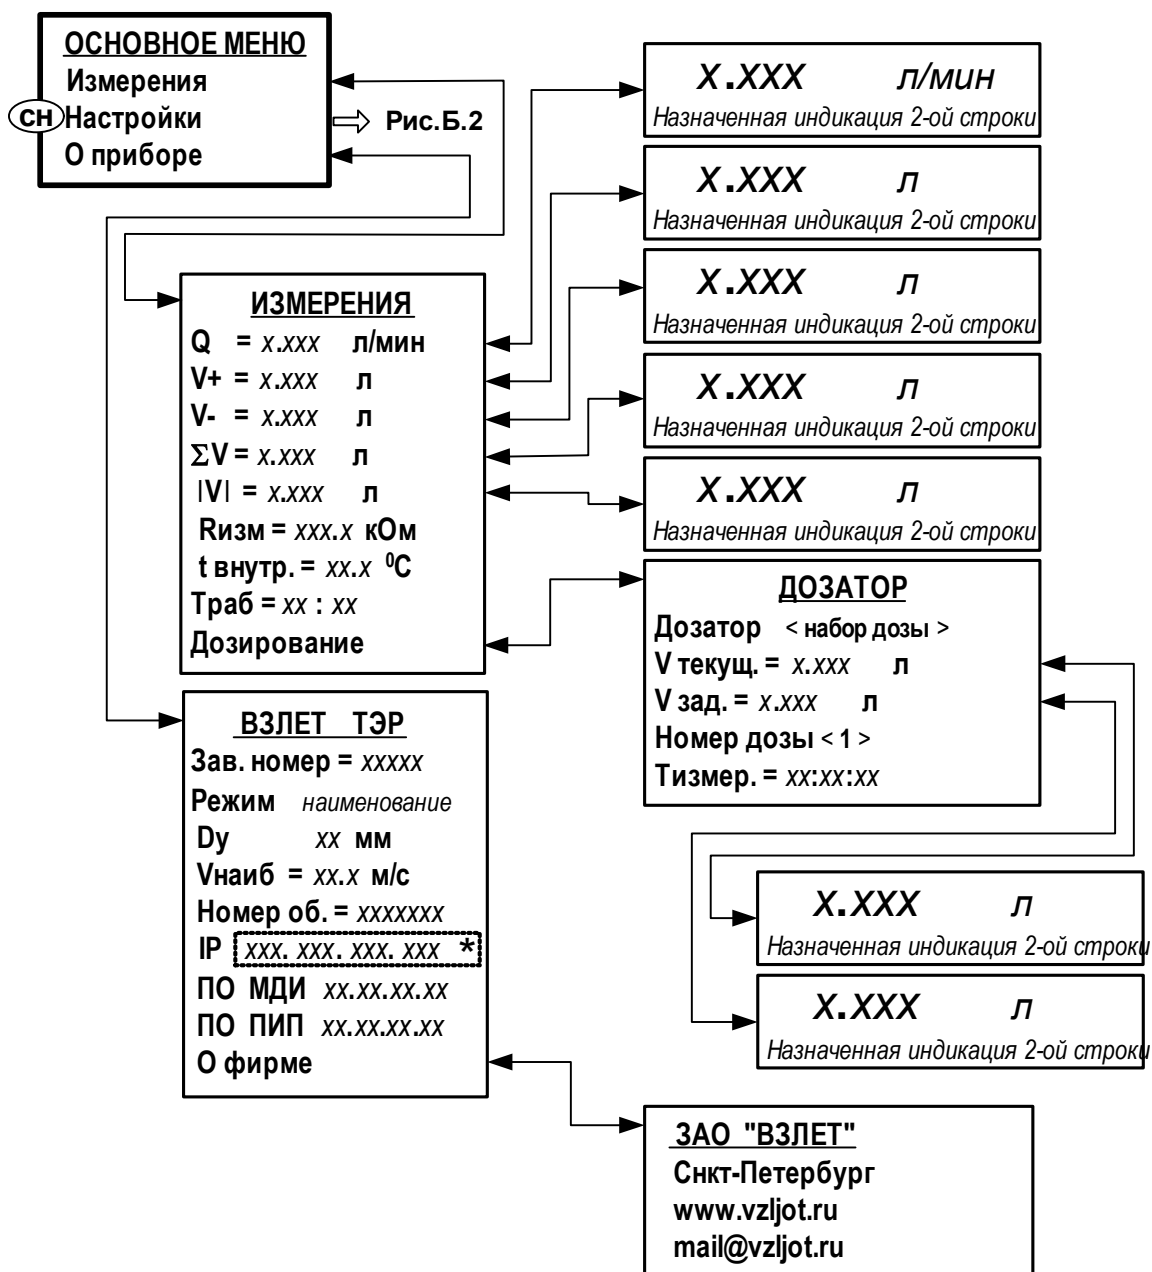 ОСНОВНОЕ МЕНЮ
Измерения
СН Настройки
О приборе
Рис.Б.2
x.xxx л/мин
Назначенная индикация 2-ой строки
x.xxx л
Назначенная индикация 2-ой строки
x.xxx л
Назначенная индикация 2-ой строки
x.xxx л
Назначенная индикация 2-ой строки
x.xxx л
Назначенная индикация 2-ой строки
ИЗМЕРЕНИЯ
Q = x.xxx л/мин
V+ = x.xxx л
V- = x.xxx л
ΣV = x.xxx л
|V| = x.xxx л
Rизм = xxx.x кОм
t внутр. = xx.x ⁰C
Траб = xx : xx
Дозирование
ДОЗАТОР
Дозатор < набор дозы >
V текущ. = x.xxx л
V зад. = x.xxx л
Номер дозы < 1 >
Тизмер. = xx:xx:xx
ВЗЛЕТ ТЭР
Зав. номер = xxxxx
Режим наименование
Dy xx мм
Vнаиб = xx.x м/с
Номер об. = xxxxxxx
IP xxx. xxx. xxx. xxx *
ПО МДИ xx.xx.xx.xx
ПО ПИП xx.xx.xx.xx
О фирме
x.xxx л
Назначенная индикация 2-ой строки
x.xxx л
Назначенная индикация 2-ой строки
ЗАО "ВЗЛЕТ"
Снкт-Петербург
www.vzljot.ru
mail@vzljot.ru